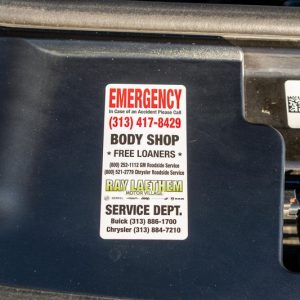 EMERGENCY
In Case of an Accident Please Call
(313) 417-8429
BODY SHOP
* FREE LOANERS *
(800) 252-1112 GM Roadside Service
(800) 521-2779 Chrysler Roadside Service
RAY LAETHEM
MOTOR VILLAGE
SERVICE DEPT.
Buick (313) 886-1700
Chrysler (313) 884-7210